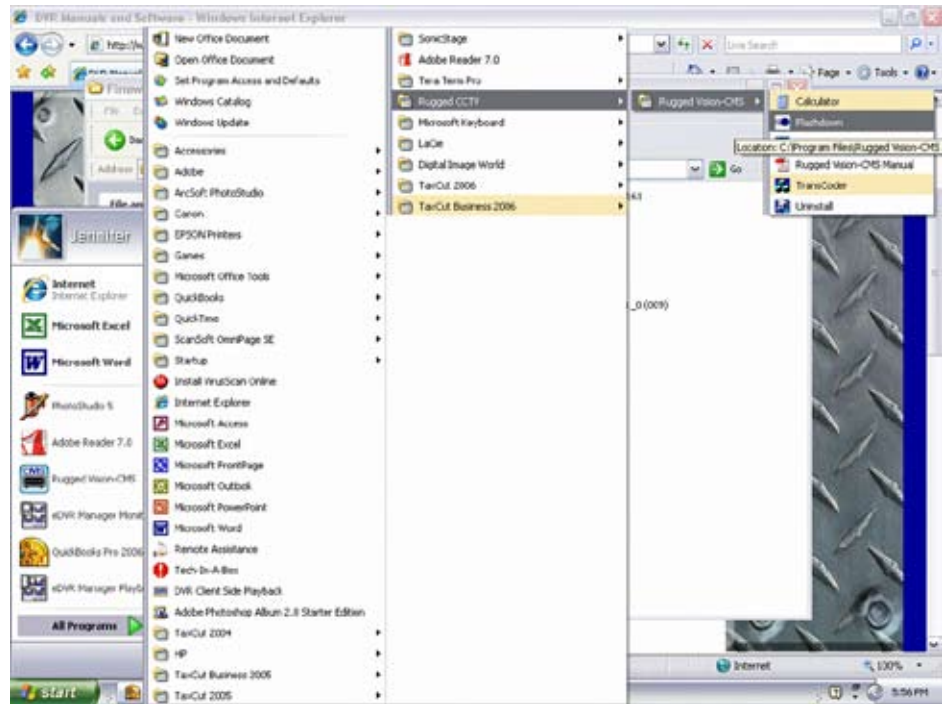 DVR Manuals and Software - Windows Internet Explorer
Live Search
Page
Tools
Go
_0 (009)
Jennifer
Internet
Internet Explorer
Microsoft Excel
Microsoft Word
PhotoStudio 5
Adobe Reader 7.0
Rugged Vision-CMS
eDVR Manager Monit
QuickBooks Pro 2006
eDVR Manager Playb
All Programs
start
New Office Document
Open Office Document
Set Program Access and Defaults
Windows Catalog
Windows Update
Accessories
Adobe
ArcSoft PhotoStudio
Canon
EPSON Printers
Games
Microsoft Office Tools
QuickBooks
QuickTime
ScanSoft OmniPage SE
Startup
Install VirusScan Online
Internet Explorer
Microsoft Access
Microsoft Excel
Microsoft FrontPage
Microsoft Outlook
Microsoft PowerPoint
Microsoft Word
Remote Assistance
Tech-In-A-Box
DVR Client Side Playback
Adobe Photoshop Album 2.0 Starter Edition
TaxCut 2004
HP
TaxCut Business 2005
TaxCut 2005
SonicStage
Adobe Reader 7.0
Tera Term Pro
Rugged CCTV
Microsoft Keyboard
LaCie
Digital Image World
TaxCut 2006
TaxCut Business 2006
Rugged Vision-CMS
Calculator
Flashdown
Location: C:\Program Files\Rugged Vision-CMS
Rugged Vision-CMS Manual
TransCoder
Uninstall
Internet
100%
5:56 PM